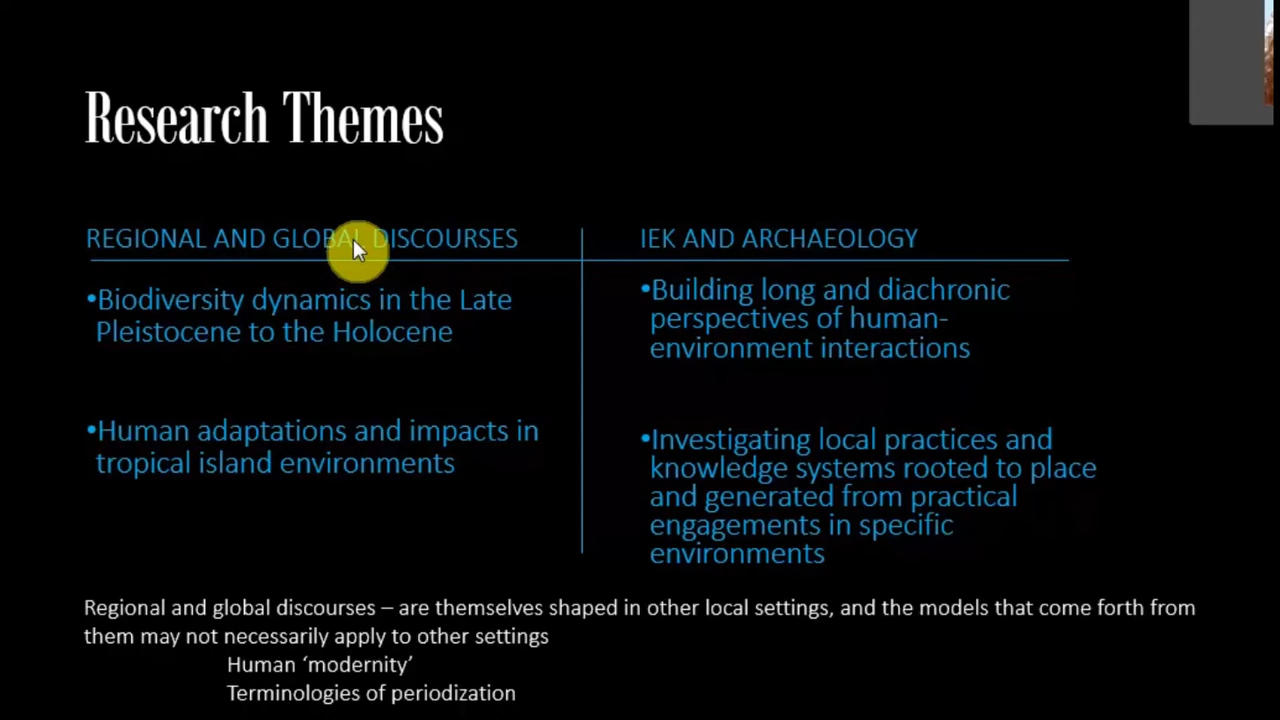 Research Themes
REGIONAL AND GLOBAL DISCOURSES
•Biodiversity dynamics in the Late
Pleistocene to the Holocene
•Human adaptations and impacts in
tropical island environments
IEK AND ARCHAEOLOGY
•Building long and diachronic
perspectives of human-
environment interactions
•Investigating local practices and
knowledge systems rooted to place
and generated from practical
engagements in specific
environments
Regional and global discourses – are themselves shaped in other local settings, and the models that come forth from
them may not necessarily apply to other settings
Human ‘modernity’
Terminologies of periodization